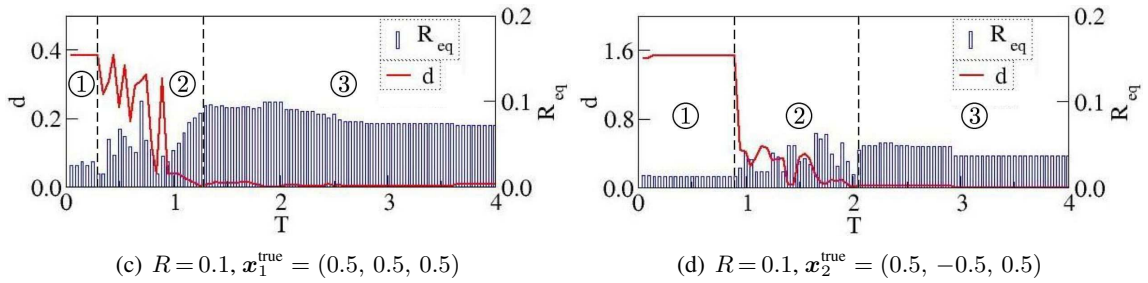 0.4
0.2
0.0
d
① ② ③
R_eq
d
0.2
0.1
0.0
R_eq
0 1 2 3 4
T
(c) R = 0.1, x_1^true = (0.5, 0.5, 0.5)
1.6
0.8
0.0
d
① ② ③
R_eq
d
0.2
0.1
0.0
R_eq
0 1 2 3 4
T
(d) R = 0.1, x_2^true = (0.5, −0.5, 0.5)